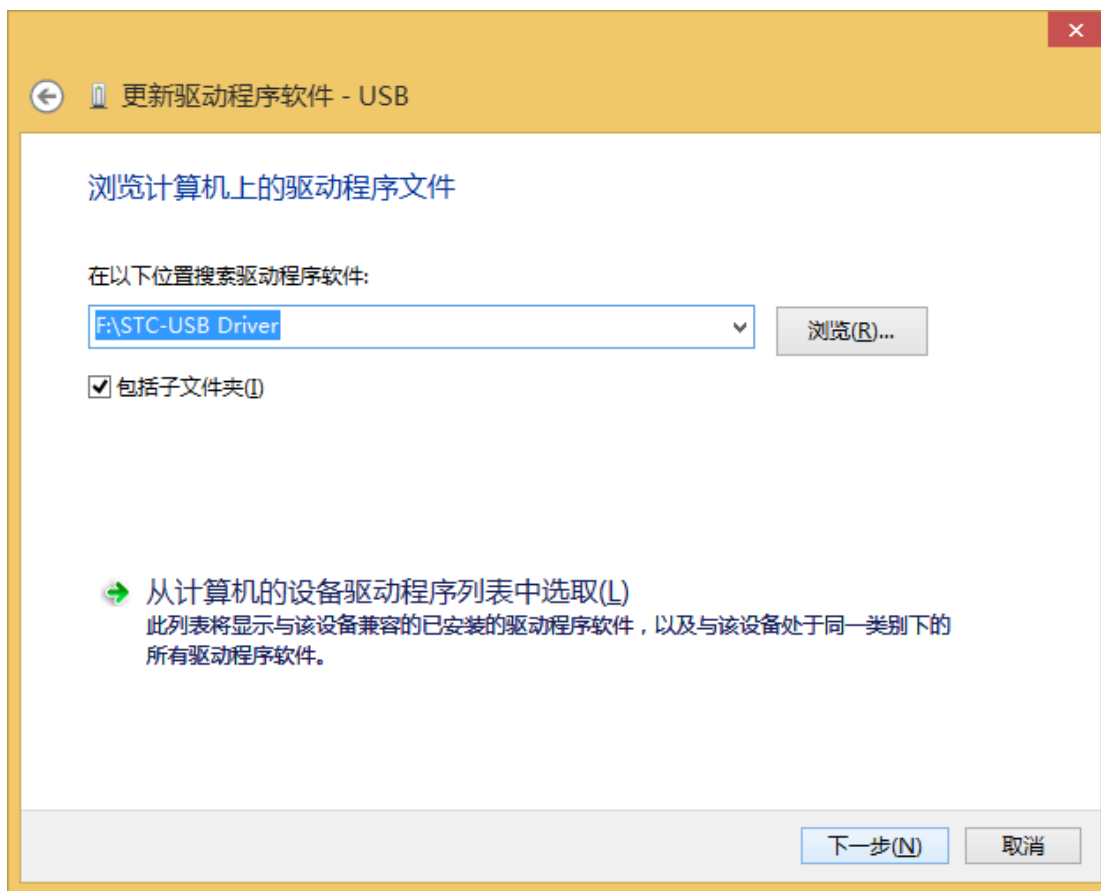 更新驱动程序软件 - USB
浏览计算机上的驱动程序文件
在以下位置搜索驱动程序软件:
F:\STC-USB Driver
浏览(R)...
包括子文件夹(I)
从计算机的设备驱动程序列表中选取(L)
此列表将显示与该设备兼容的已安装的驱动程序软件，以及与该设备处于同一类别下的
所有驱动程序软件。
下一步(N)
取消